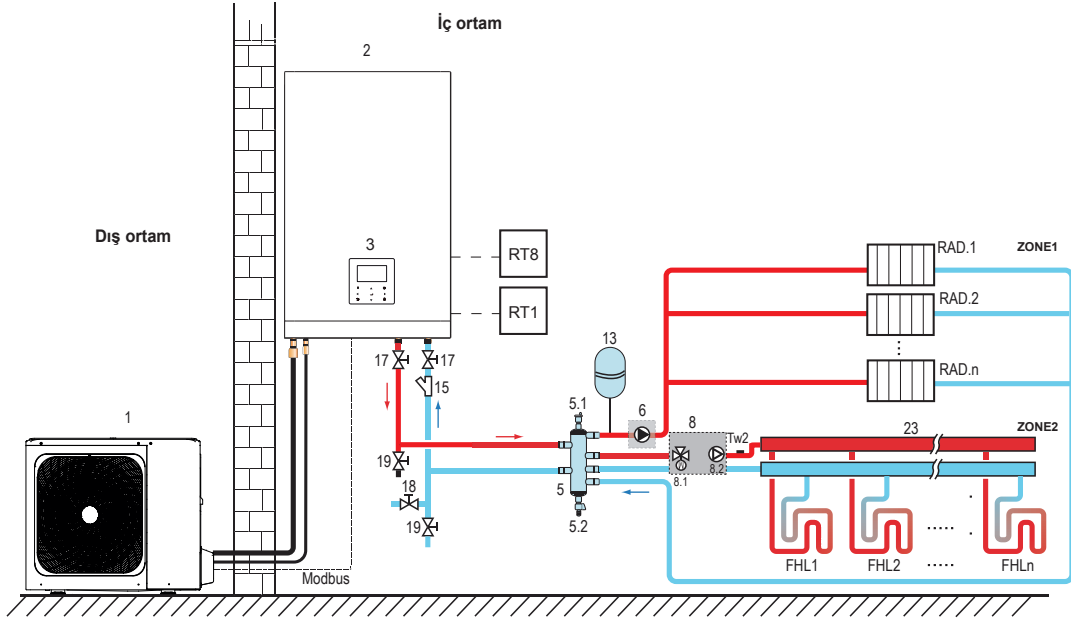 İç ortam
2
Dış ortam
3
RT8
RT1
RAD.1
ZONE1
RAD.2
RAD.n
17
17
15
13
1
5.1
6
8
23
ZONE2
Tw2
19
8.1
8.2
18
5
19
5.2
FHL1
FHL2
FHLn
Modbus